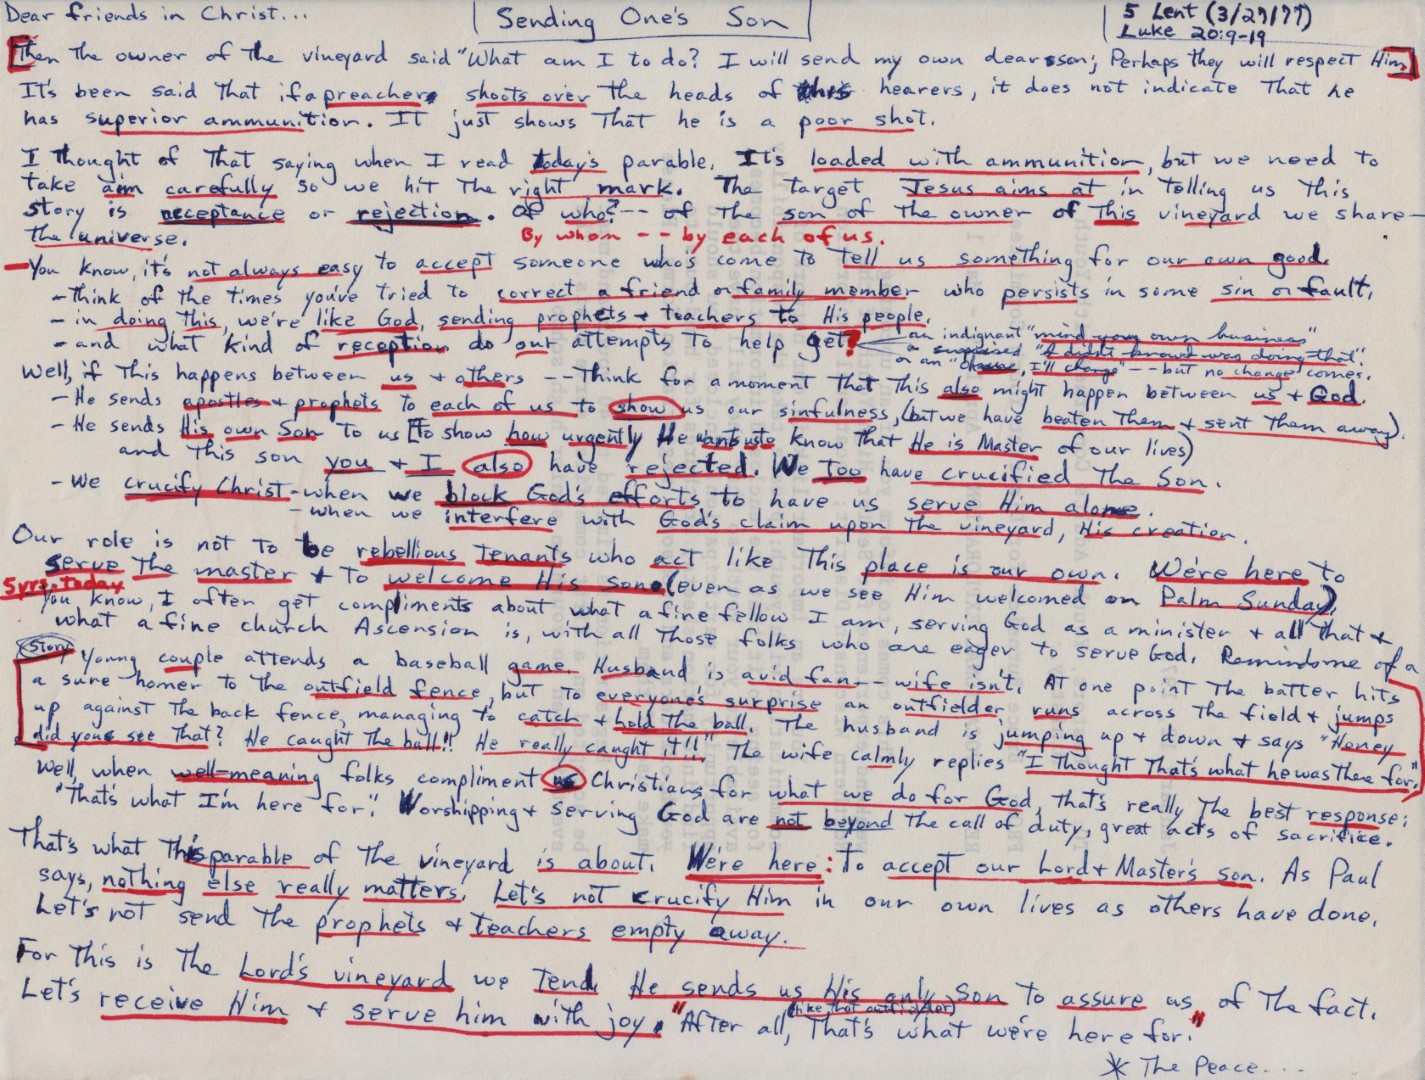 Dear friends in Christ...
Sending One's Son
5 Lent (3/27/77)
Luke 20:9-19
[Then the owner of the vineyard said "What am I to do? I will send my own dear son; Perhaps they will respect Him]
It's been said that if a preacher shoots over the heads of his hearers, it does not indicate that he
has superior ammunition. IT just shows that he is a poor shot.
I thought of that saying when I read today's parable. It's loaded with ammunition, but we need to
take aim carefully so we hit the right mark. The target Jesus aims at in telling us this
story is acceptance or rejection. Of who? -- of the son of the owner of this vineyard we share--
the universe.
By whom -- by each of us.
- You know, it's not always easy to accept someone who's come to tell us something for our own good.
- Think of the times you've tried to correct a friend or family member who persists in some sin or fault.
- in doing this, we're like God, sending prophets + teachers to His people.
- and what kind of reception do our attempts to help get?
an indignant "mind your own business"
a "I didn't know I was doing that".
or an "I'll change" -- but no change comes.
Well, if this happens between us + others -- Think for a moment that this also might happen between us + God.
- He sends apostles + prophets to each of us to show us our sinfulness, (but we have beaten them + sent them away).
- He sends His own Son to us [to show how urgently He wants us to know that He is Master of our lives)
and this son you + I also have rejected. We too have crucified the Son.
- We crucify Christ - when we block God's efforts to have us serve Him alone.
- when we interfere with God's claim upon the vineyard, His creation.
Our role is not to be rebellious tenants who act like this place is our own. We're here to
serve the master + to welcome His son. (even as we see Him welcomed on Palm Sunday)
5 yrs. today
You know, I often get compliments about what a fine fellow I am, serving God as a minister + all that +
what a fine church Ascension is, with all those folks who are eager to serve God. Reminds me of a
Story
Young couple attends a baseball game. Husband is avid fan -- wife isn't. At one point the batter hits
a sure homer to the outfield fence, but to everyone's surprise an outfielder runs across the field + jumps
up against the back fence, managing to catch + hold the ball. The husband is jumping up + down + says "Honey
did you see that? He caught the ball!! He really caught it!!" The wife calmly replies "I thought that's what he was there for."
Well, when well-meaning folks compliment us Christians for what we do for God, that's really the best response:
"That's what I'm here for". Worshipping + serving God are not beyond the call of duty, great acts of sacrifice.
That's what this parable of the vineyard is about. We're here: to accept our Lord + Master's son. As Paul
says, nothing else really matters. Let's not crucify Him in our own lives as others have done.
Let's not send the prophets + teachers empty away.
For this is the Lord's vineyard we tend. He sends us His only Son to assure us of the fact.
Let's receive Him + serve him with joy. "After all, (like that outfielder) that's what we're here for."
* The Peace...